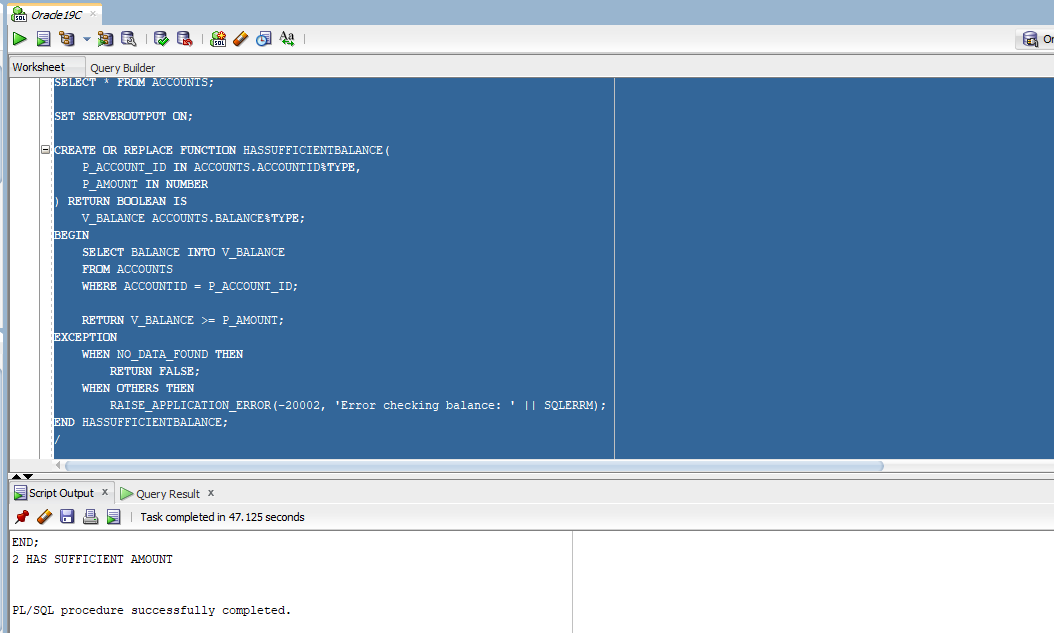 Oracle19C
Or
Worksheet
Query Builder
SELECT * FROM ACCOUNTS;
SET SERVEROUTPUT ON;
CREATE OR REPLACE FUNCTION HASSUFFICIENTBALANCE(
P_ACCOUNT_ID IN ACCOUNTS.ACCOUNTID%TYPE,
P_AMOUNT IN NUMBER
) RETURN BOOLEAN IS
V_BALANCE ACCOUNTS.BALANCE%TYPE;
BEGIN
SELECT BALANCE INTO V_BALANCE
FROM ACCOUNTS
WHERE ACCOUNTID = P_ACCOUNT_ID;
RETURN V_BALANCE >= P_AMOUNT;
EXCEPTION
WHEN NO_DATA_FOUND THEN
RETURN FALSE;
WHEN OTHERS THEN
RAISE_APPLICATION_ERROR(-20002, 'Error checking balance: ' || SQLERRM);
END HASSUFFICIENTBALANCE;
/
Script Output x
Query Result x
Task completed in 47.125 seconds
END;
2 HAS SUFFICIENT AMOUNT
PL/SQL procedure successfully completed.